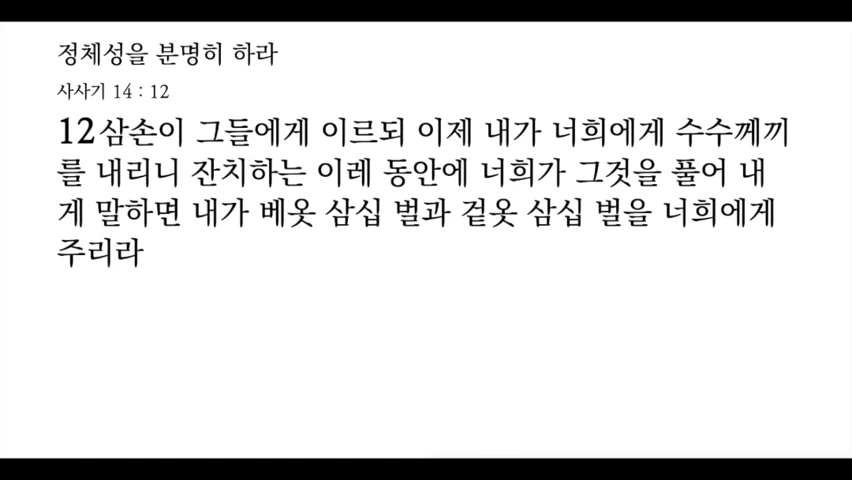 정체성을 분명히 하라
사사기 14 : 12
12삼손이 그들에게 이르되 이제 내가 너희에게 수수께끼
를 내리니 잔치하는 이레 동안에 너희가 그것을 풀어 내
게 말하면 내가 베옷 삼십 벌과 겉옷 삼십 벌을 너희에게
주리라